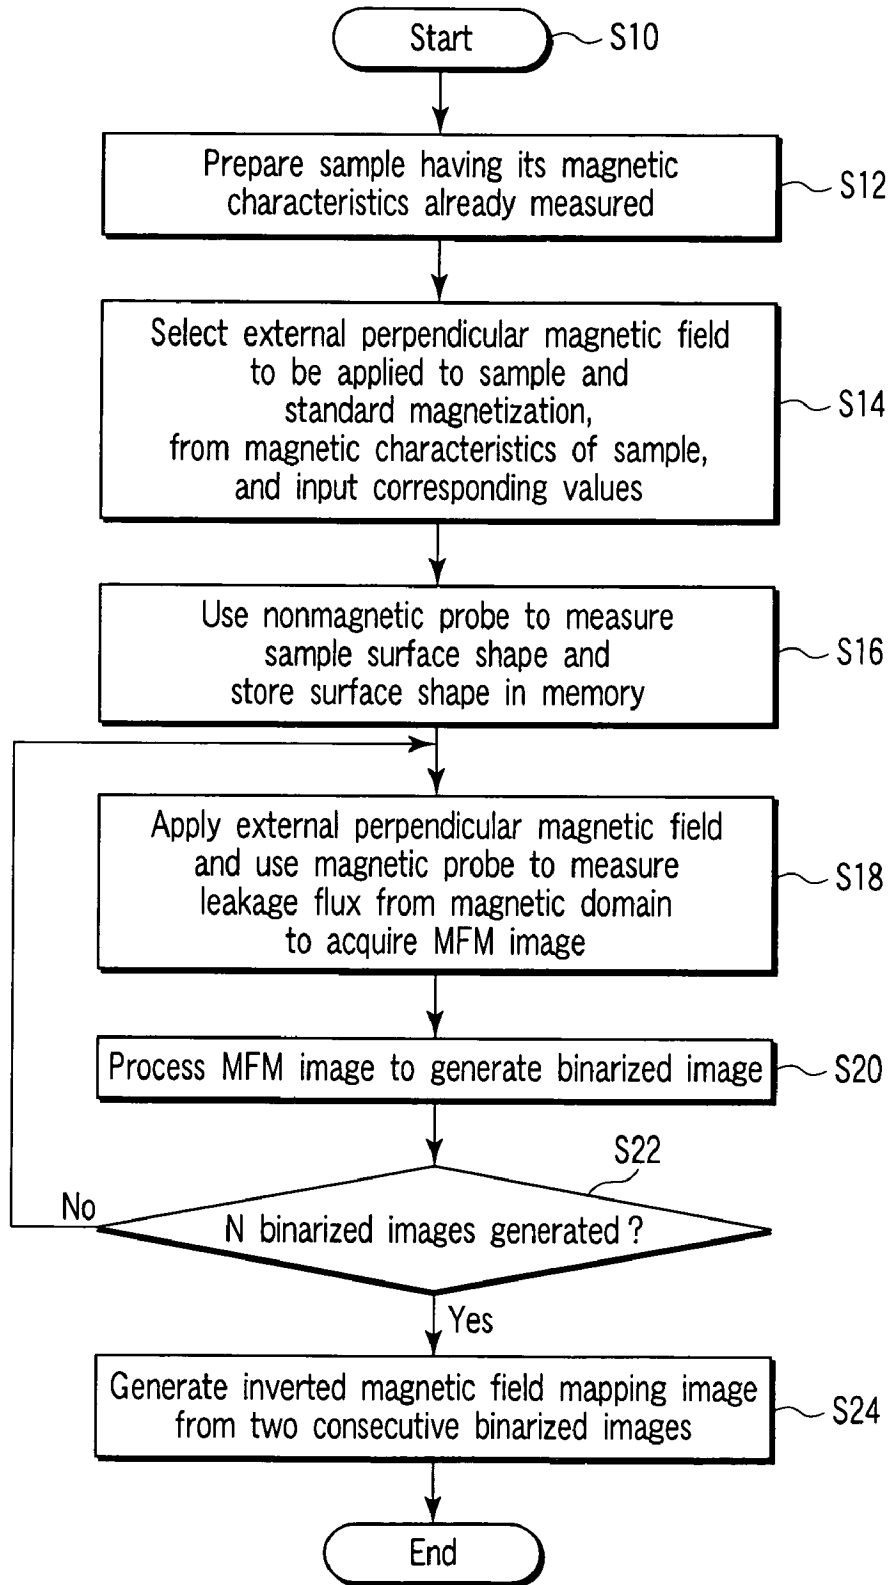 Start
S10
Prepare sample having its magnetic
characteristics already measured
S12
Select external perpendicular magnetic field
to be applied to sample and
standard magnetization,
from magnetic characteristics of sample,
and input corresponding values
S14
Use nonmagnetic probe to measure
sample surface shape and
store surface shape in memory
S16
Apply external perpendicular magnetic field
and use magnetic probe to measure
leakage flux from magnetic domain
to acquire MFM image
S18
Process MFM image to generate binarized image
S20
S22
No
N binarized images generated ?
Yes
Generate inverted magnetic field mapping image
from two consecutive binarized images
S24
End